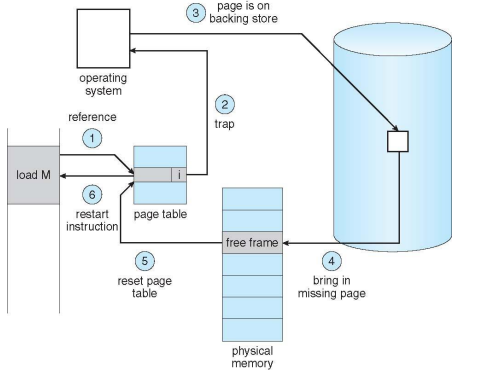 3
page is on
backing store
operating
system
2
trap
reference
1
load M
i
6
restart
instruction
page table
free frame
5
reset page
table
4
bring in
missing page
physical
memory